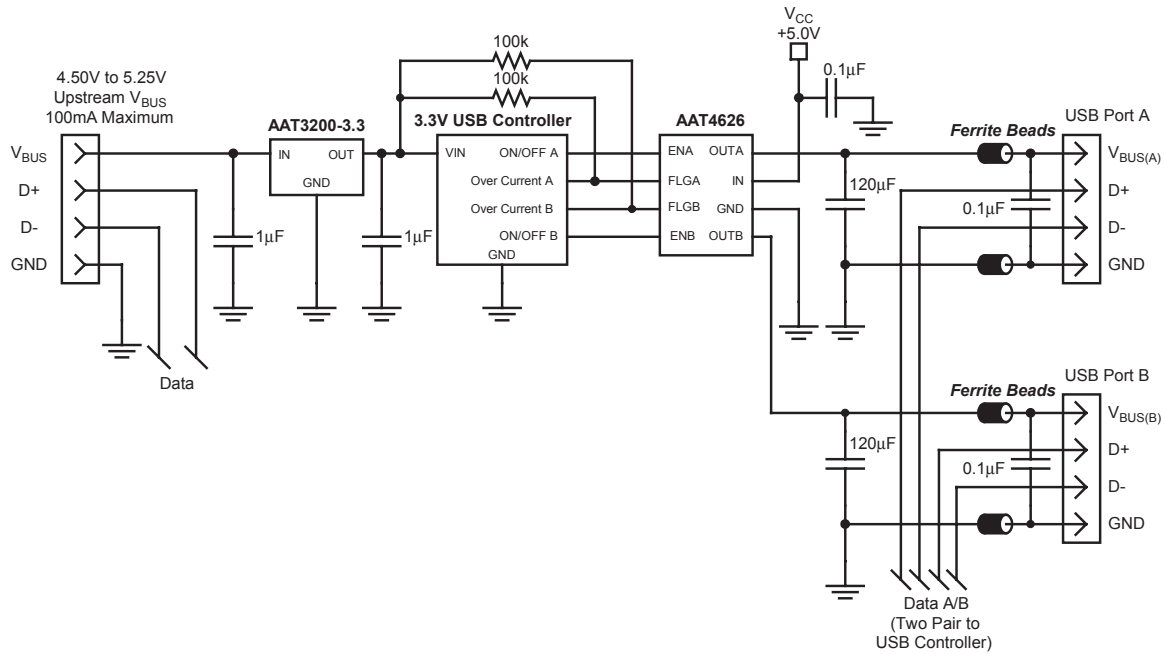 100k
100k
4.50V to 5.25V
Upstream VBUS
100mA Maximum
VBUS
D+
D-
GND
Data
1μF
AAT3200-3.3
IN
OUT
GND
1μF
3.3V USB Controller
VIN
ON/OFF A
Over Current A
Over Current B
ON/OFF B
GND
AAT4626
ENA
OUTA
FLGA
IN
FLGB
GND
ENB
OUTB
VCC
+5.0V
0.1μF
120μF
Ferrite Beads
0.1μF
USB Port A
VBUS(A)
D+
D-
GND
120μF
Ferrite Beads
0.1μF
USB Port B
VBUS(B)
D+
D-
GND
Data A/B
(Two Pair to
USB Controller)